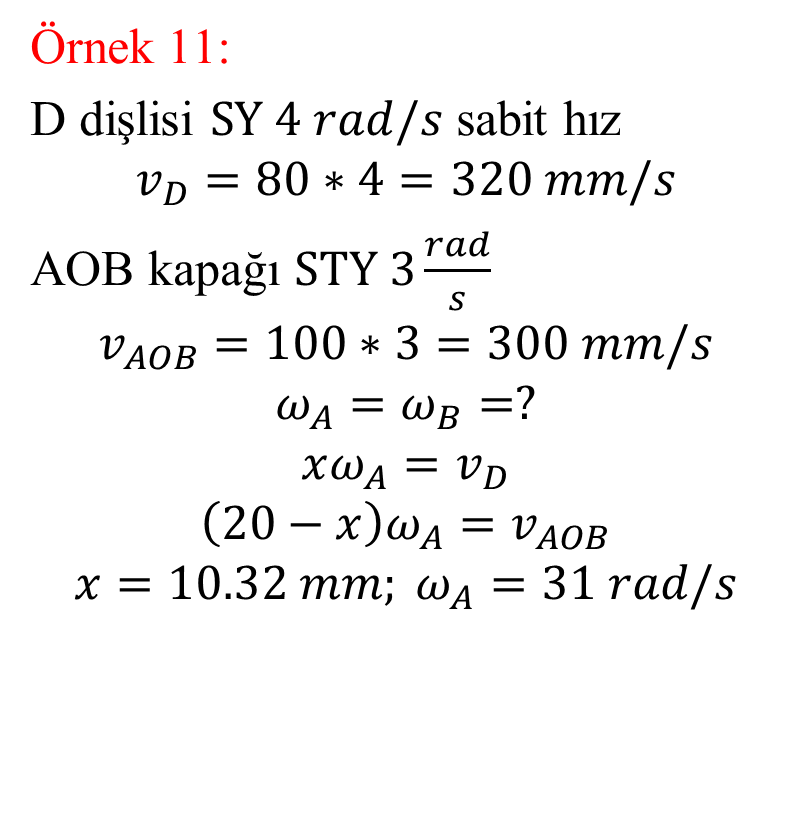 Örnek 11:
D dişlisi SY 4 rad/s sabit hız
v_D = 80 ∗ 4 = 320 mm/s
AOB kapağı STY 3 rad/s
v_AOB = 100 ∗ 3 = 300 mm/s
ω_A = ω_B =?
xω_A = v_D
(20 − x)ω_A = v_AOB
x = 10.32 mm; ω_A = 31 rad/s